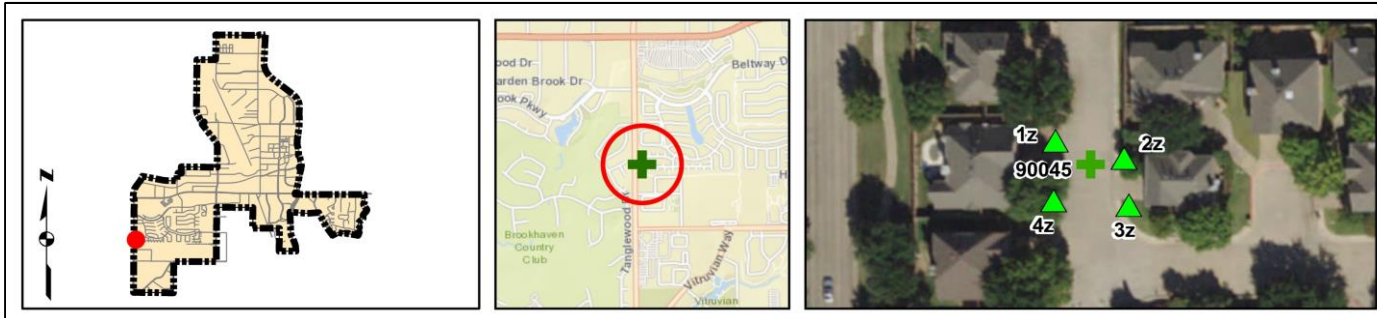 Z
ood Dr
arden Brook Dr
ook Pkwy
Beltway D
H
Tanglewood
Brookhaven
Country
Club
Vitruvian Way
Vitruvian
1z
2z
90045
4z
3z